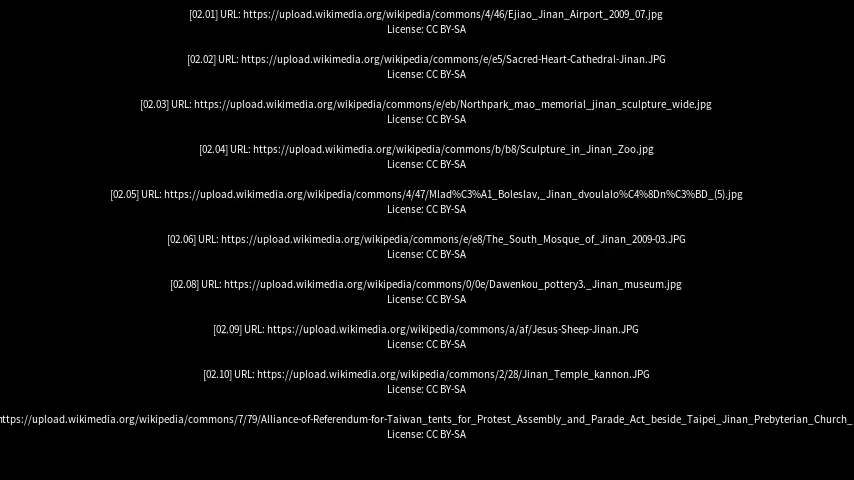 [02.01] URL: https://upload.wikimedia.org/wikipedia/commons/4/46/Ejiao_Jinan_Airport_2009_07.jpg
License: CC BY-SA
[02.02] URL: https://upload.wikimedia.org/wikipedia/commons/e/e5/Sacred-Heart-Cathedral-Jinan.JPG
License: CC BY-SA
[02.03] URL: https://upload.wikimedia.org/wikipedia/commons/e/eb/Northpark_mao_memorial_jinan_sculpture_wide.jpg
License: CC BY-SA
[02.04] URL: https://upload.wikimedia.org/wikipedia/commons/b/b8/Sculpture_in_Jinan_Zoo.jpg
License: CC BY-SA
[02.05] URL: https://upload.wikimedia.org/wikipedia/commons/4/47/Mlad%C3%A1_Boleslav,_Jinan_dvoulalo%C4%8Dn%C3%BD_(5).jpg
License: CC BY-SA
[02.06] URL: https://upload.wikimedia.org/wikipedia/commons/e/e8/The_South_Mosque_of_Jinan_2009-03.JPG
License: CC BY-SA
[02.08] URL: https://upload.wikimedia.org/wikipedia/commons/0/0e/Dawenkou_pottery3._Jinan_museum.jpg
License: CC BY-SA
[02.09] URL: https://upload.wikimedia.org/wikipedia/commons/a/af/Jesus-Sheep-Jinan.JPG
License: CC BY-SA
[02.10] URL: https://upload.wikimedia.org/wikipedia/commons/2/28/Jinan_Temple_kannon.JPG
License: CC BY-SA
https://upload.wikimedia.org/wikipedia/commons/7/79/Alliance-of-Referendum-for-Taiwan_tents_for_Protest_Assembly_and_Parade_Act_beside_Taipei_Jinan_Prebyterian_Church_
License: CC BY-SA